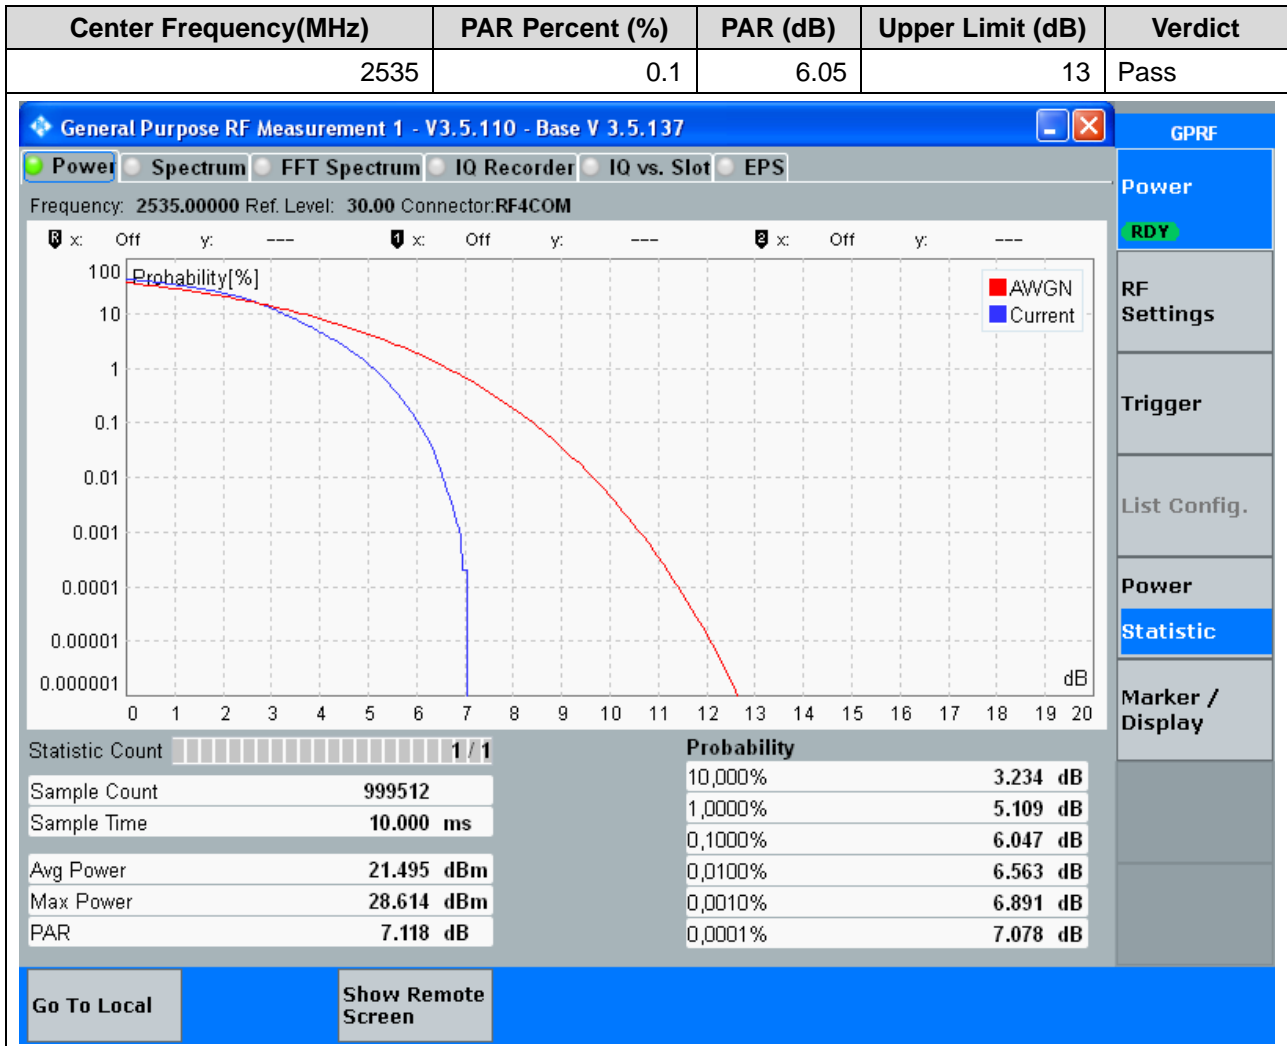 Center Frequency(MHz) PAR Percent (%) PAR (dB) Upper Limit (dB) Verdict
2535 0.1 6.05 13 Pass
General Purpose RF Measurement 1 - V3.5.110 - Base V 3.5.137
GPRF
Power Spectrum FFT Spectrum IQ Recorder IQ vs. Slot EPS
Power
RDY
Frequency: 2535.00000 Ref. Level: 30.00 Connector:RF4COM
R x: Off y: --- 1 x: Off y: --- 2 x: Off y: ---
100 Probability[%]
AWGN
Current
RF
Settings
10
1
Trigger
0.1
0.01
List Config.
0.001
0.0001
Power
0.00001
Statistic
0.000001
dB
Marker /
Display
0 1 2 3 4 5 6 7 8 9 10 11 12 13 14 15 16 17 18 19 20
Statistic Count 1 / 1
Sample Count 999512
Sample Time 10.000 ms
Avg Power 21.495 dBm
Max Power 28.614 dBm
PAR 7.118 dB
Probability
10,000% 3.234 dB
1,0000% 5.109 dB
0,1000% 6.047 dB
0,0100% 6.563 dB
0,0010% 6.891 dB
0,0001% 7.078 dB
Go To Local
Show Remote
Screen